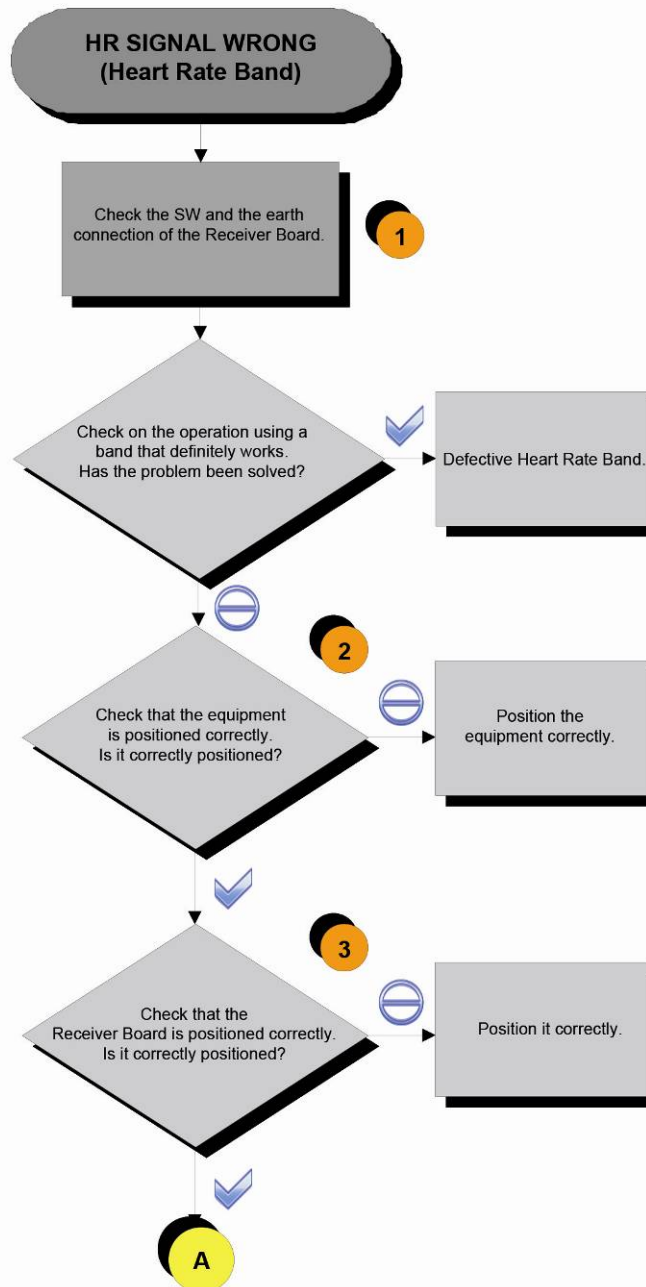 HR SIGNAL WRONG
(Heart Rate Band)
Check the SW and the earth
connection of the Receiver Board.
1
Check on the operation using a
band that definitely works.
Has the problem been solved?
Defective Heart Rate Band.
2
Check that the equipment
is positioned correctly.
Is it correctly positioned?
Position the
equipment correctly.
3
Check that the
Receiver Board is positioned correctly.
Is it correctly positioned?
Position it correctly.
A